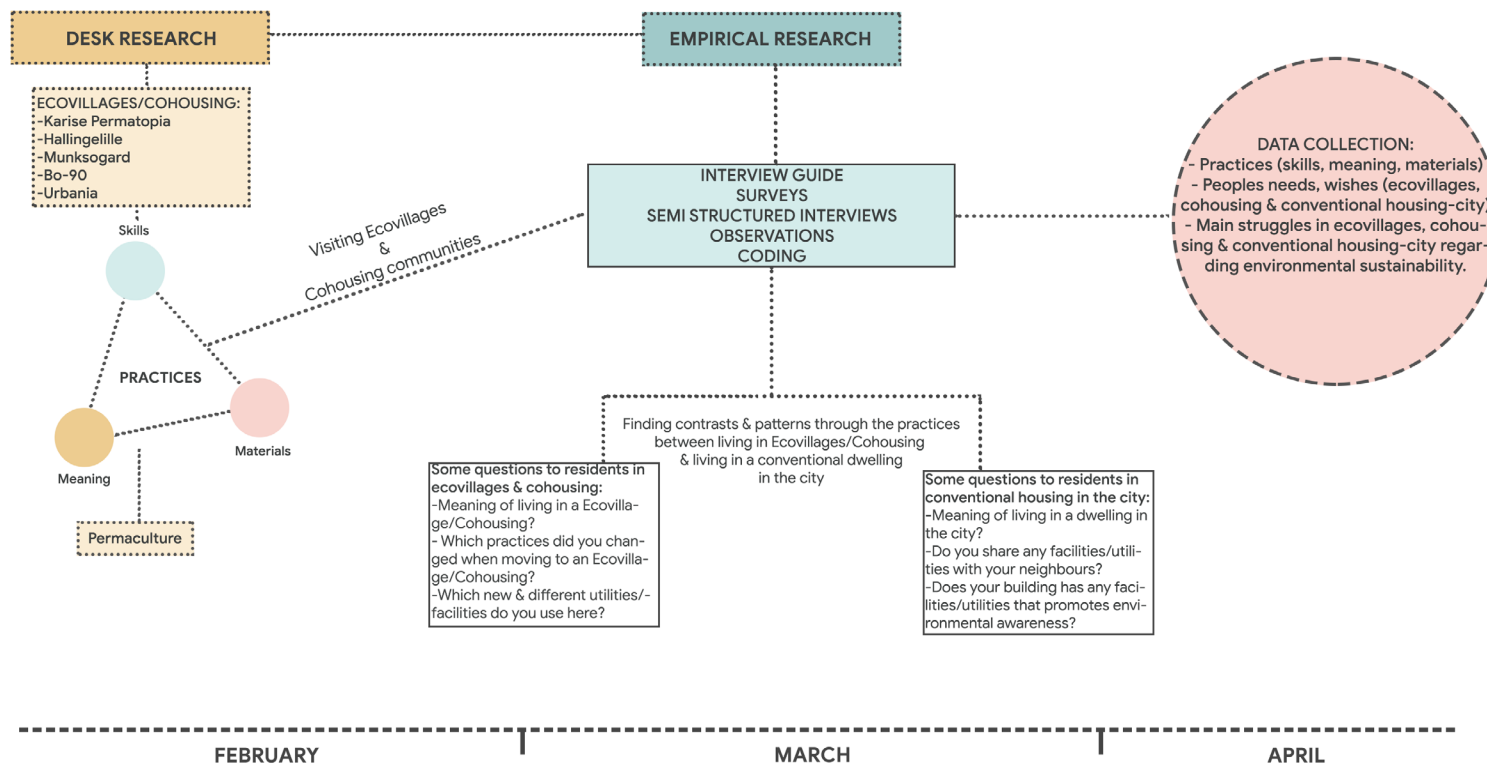 DESK RESEARCH
EMPIRICAL RESEARCH
ECOVILLAGES/COHOUSING:
-Karise Permatopia
-Hallingelille
-Munksogard
-Bo-90
-Urbania
Skills
PRACTICES
Meaning
Materials
Permaculture
Visiting Ecovillages
&
Cohousing communities
INTERVIEW GUIDE
SURVEYS
SEMI STRUCTURED INTERVIEWS
OBSERVATIONS
CODING
DATA COLLECTION:
- Practices (skills, meaning, materials)
- Peoples needs, wishes (ecovillages,
cohousing & conventional housing-city)
- Main struggles in ecovillages, cohou-
sing & conventional housing-city regar-
ding environmental sustainability.
Finding contrasts & patterns through the practices
between living in Ecovillages/Cohousing
& living in a conventional dwelling
in the city
Some questions to residents in
ecovillages & cohousing:
-Meaning of living in a Ecovilla-
ge/Cohousing?
- Which practices did you chan-
ged when moving to an Ecovilla-
ge/Cohousing?
-Which new & different utilities/-
facilities do you use here?
Some questions to residents in
conventional housing in the city:
-Meaning of living in a dwelling in
the city?
-Do you share any facilities/utili-
ties with your neighbours?
-Does your building has any faci-
lities/utilities that promotes envi-
ronmental awareness?
FEBRUARY
MARCH
APRIL